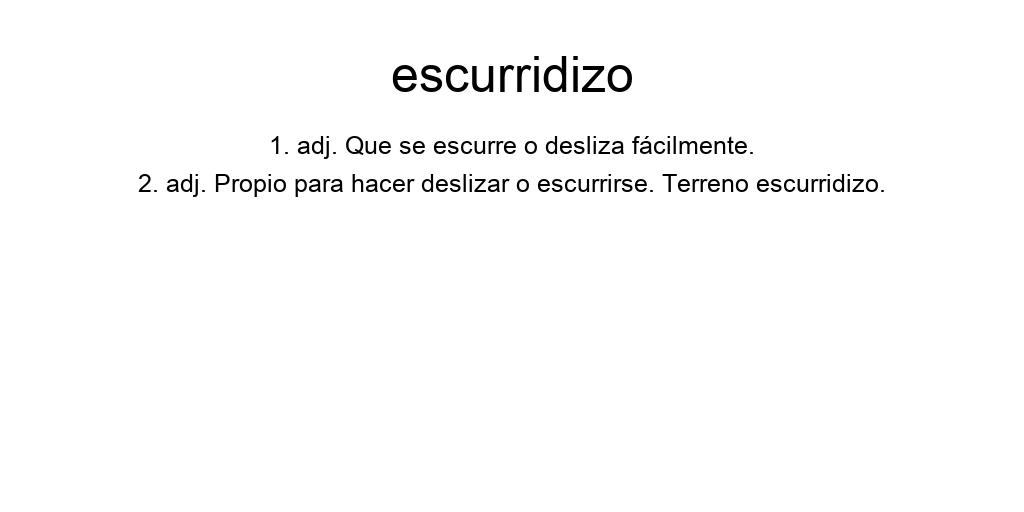 escurridizo
1. adj. Que se escurre o desliza fácilmente.
2. adj. Propio para hacer deslizar o escurrirse. Terreno escurridizo.